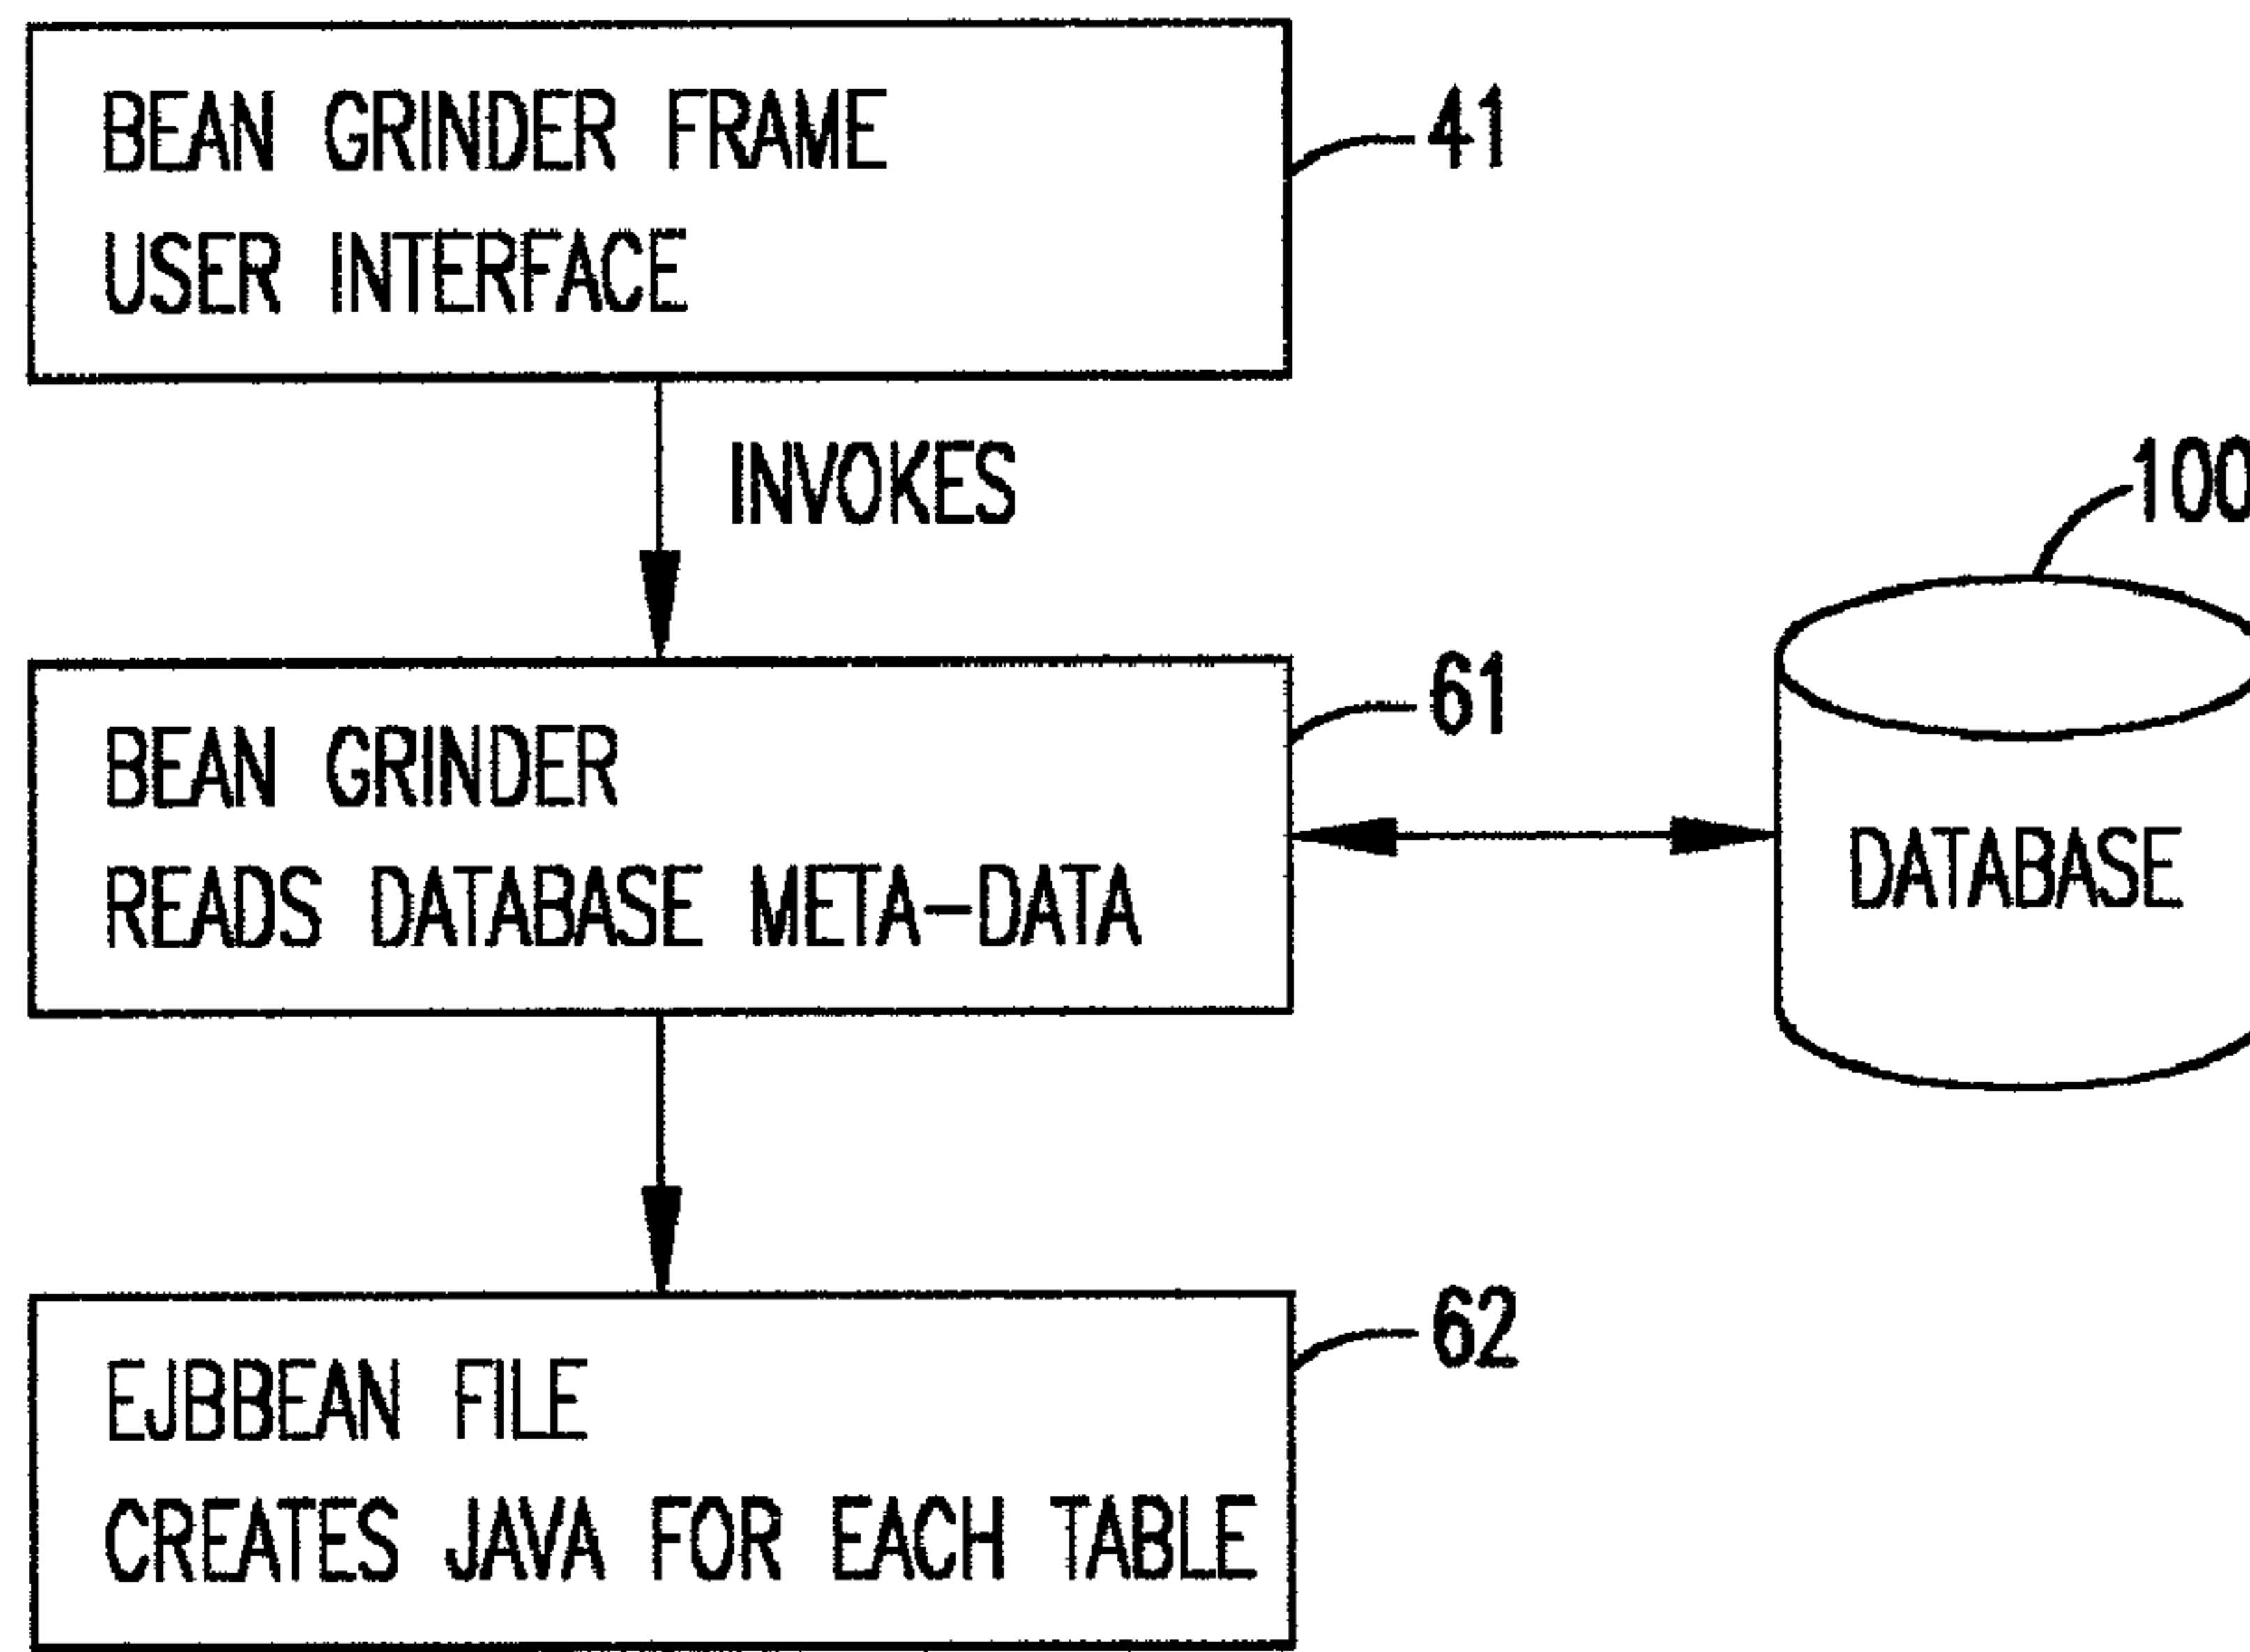 BEAN GRINDER FRAME
USER INTERFACE
41
INVOKES
100
61
BEAN GRINDER
READS DATABASE META-DATA
DATABASE
62
EJBBEAN FILE
CREATES JAVA FOR EACH TABLE